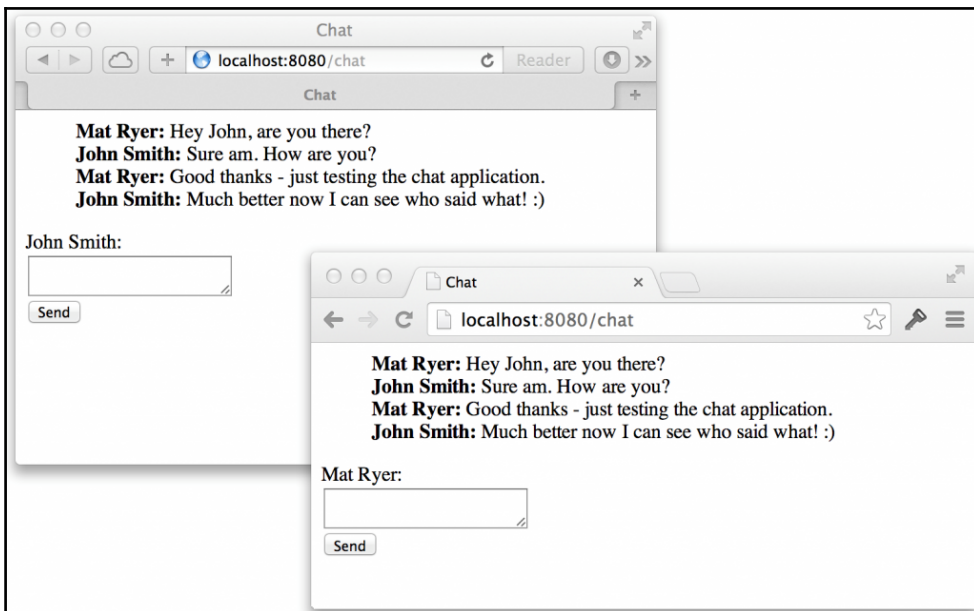 Chat
localhost:8080/chat
Reader
Chat
Mat Ryer: Hey John, are you there?
John Smith: Sure am. How are you?
Mat Ryer: Good thanks - just testing the chat application.
John Smith: Much better now I can see who said what! :)
John Smith:
Send
Chat
localhost:8080/chat
Mat Ryer: Hey John, are you there?
John Smith: Sure am. How are you?
Mat Ryer: Good thanks - just testing the chat application.
John Smith: Much better now I can see who said what! :)
Mat Ryer:
Send